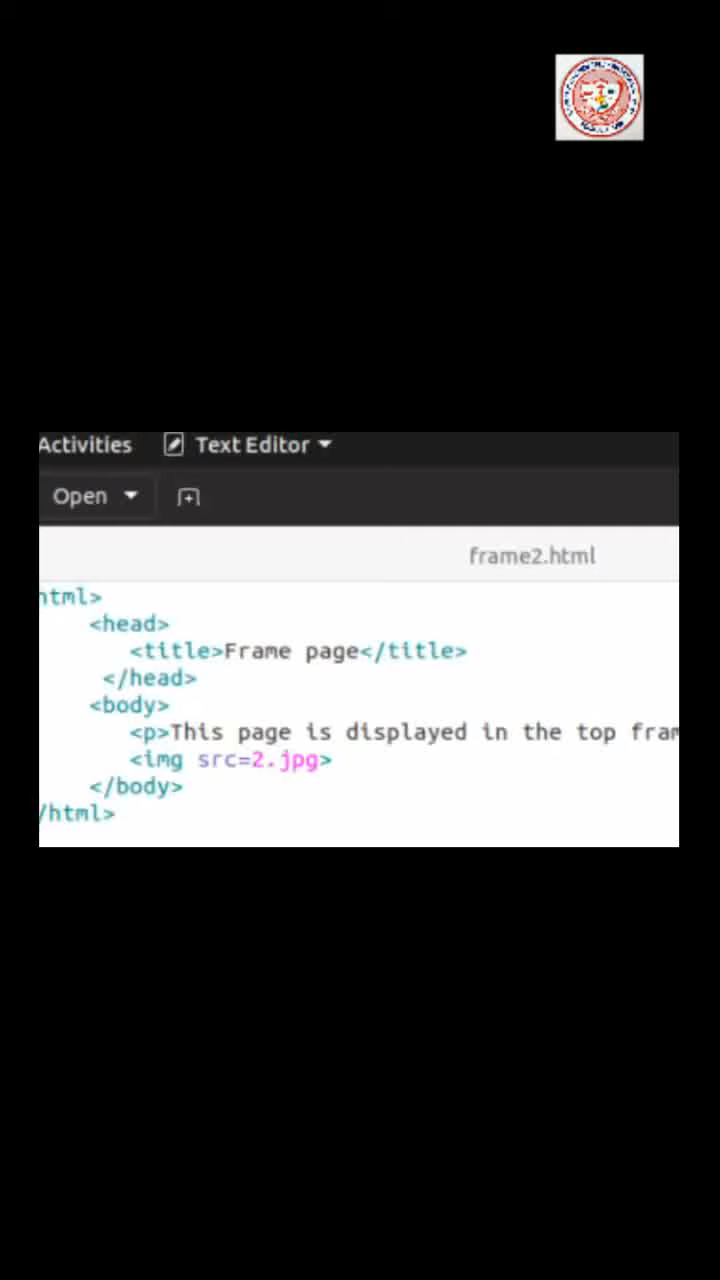 Activities Text Editor
Open
frame2.html
html>
<head>
<title>Frame page</title>
</head>
<body>
<p>This page is displayed in the top fram
<img src=2.jpg>
</body>
/html>